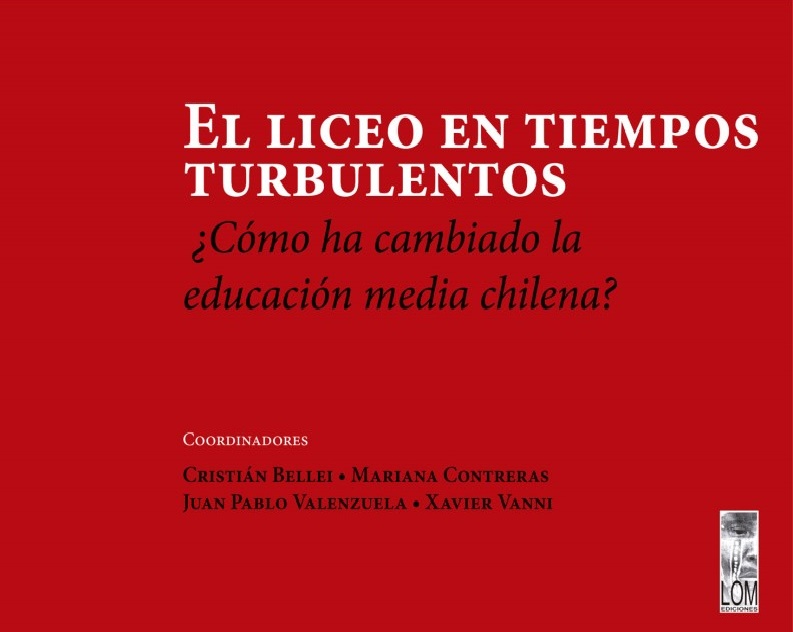 El liceo en tiempos
turbulentos
¿Cómo ha cambiado la
educación media chilena?
Coordinadores
Cristián Bellei • Mariana Contreras
Juan Pablo Valenzuela • Xavier Vanni
LOM
EDICIONES